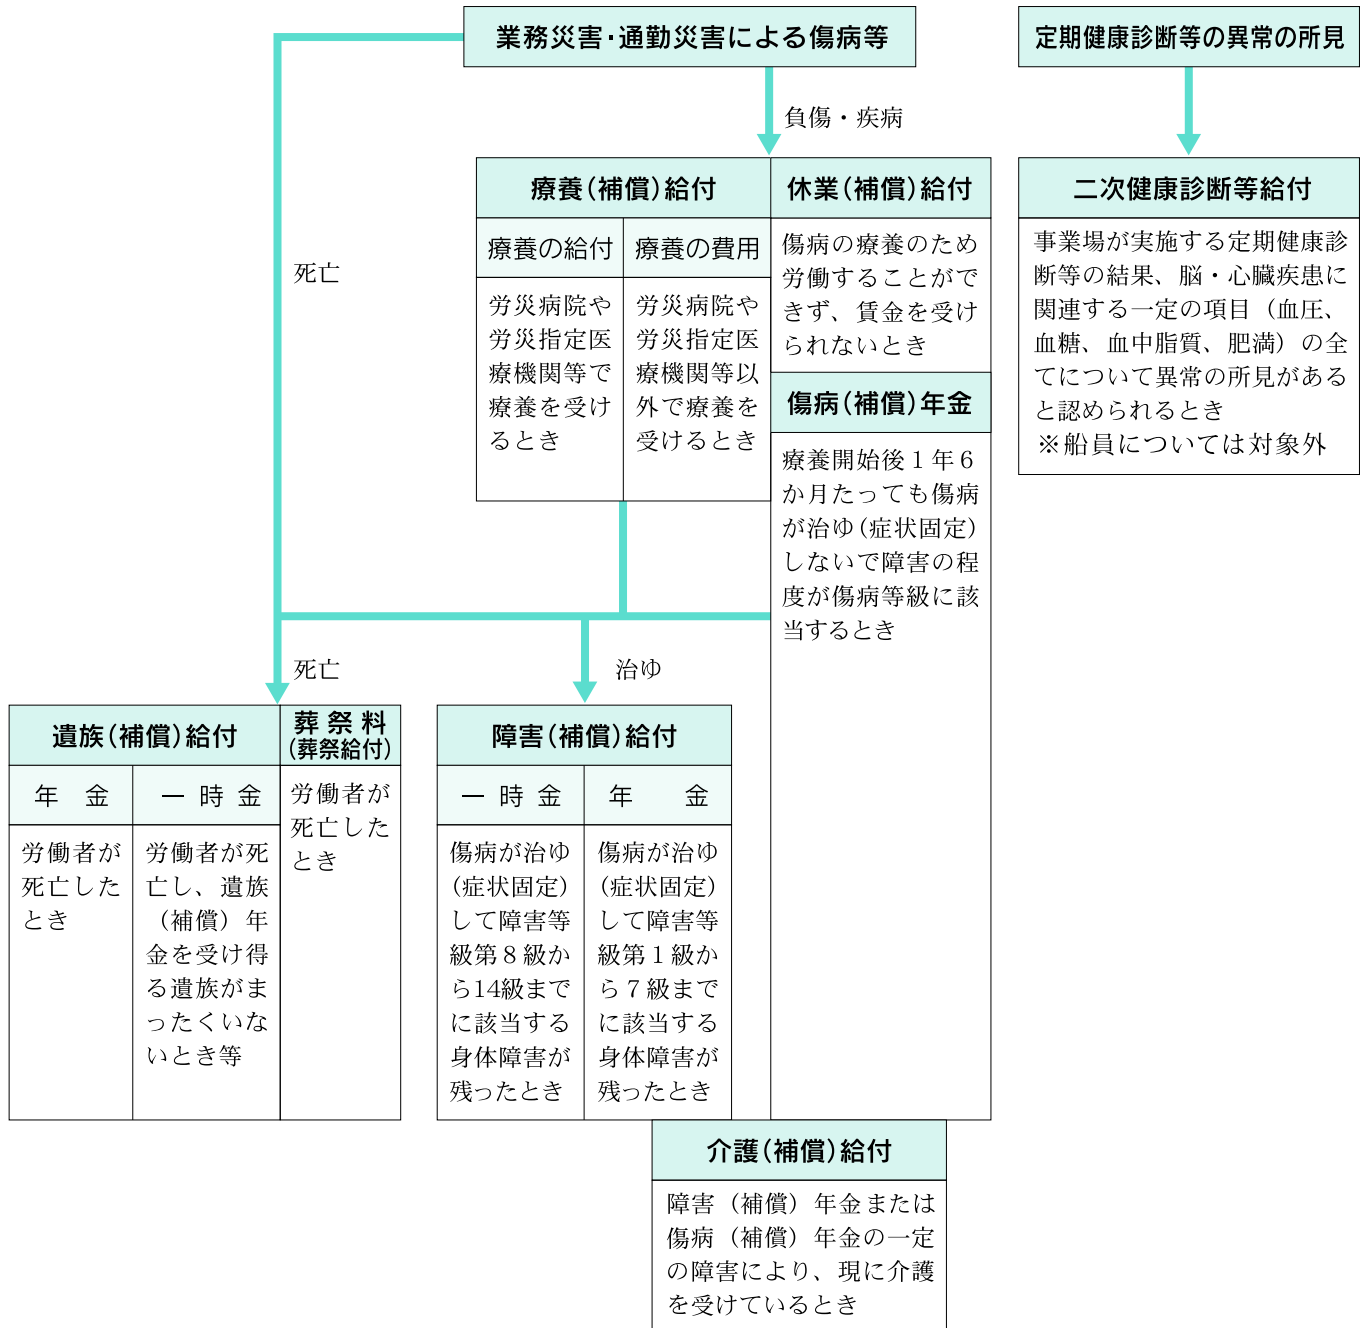 業務災害・通勤災害による傷病等
定期健康診断等の異常の所見
負傷・疾病
死亡
療養(補償)給付
療養の給付
労災病院や
労災指定医
療機関等で
療養を受け
るとき
療養の費用
労災病院や
労災指定医
療機関等以
外で療養を
受けるとき
休業(補償)給付
傷病の療養のため
労働することがで
きず、賃金を受け
られないとき
傷病(補償)年金
療養開始後１年６
か月たっても傷病
が治ゆ(症状固定)
しないで障害の程
度が傷病等級に該
当するとき
二次健康診断等給付
事業場が実施する定期健康診
断等の結果、脳・心臓疾患に
関連する一定の項目（血圧、
血糖、血中脂質、肥満）の全
てについて異常の所見がある
と認められるとき
※船員については対象外
死亡
治ゆ
遺族(補償)給付
年 金
労働者が
死亡した
とき
一 時 金
労働者が死
亡し、遺族
（補償）年
金を受け得
る遺族がま
ったくいな
いとき等
葬 祭 料
(葬祭給付)
労働者が
死亡した
とき
障害(補償)給付
一 時 金
傷病が治ゆ
(症状固定)
して障害等
級第８級か
ら14級まで
に該当する
身体障害が
残ったとき
年 金
傷病が治ゆ
(症状固定)
して障害等
級第１級か
ら７級まで
に該当する
身体障害が
残ったとき
介護(補償)給付
障害（補償）年金または
傷病（補償）年金の一定
の障害により、現に介護
を受けているとき